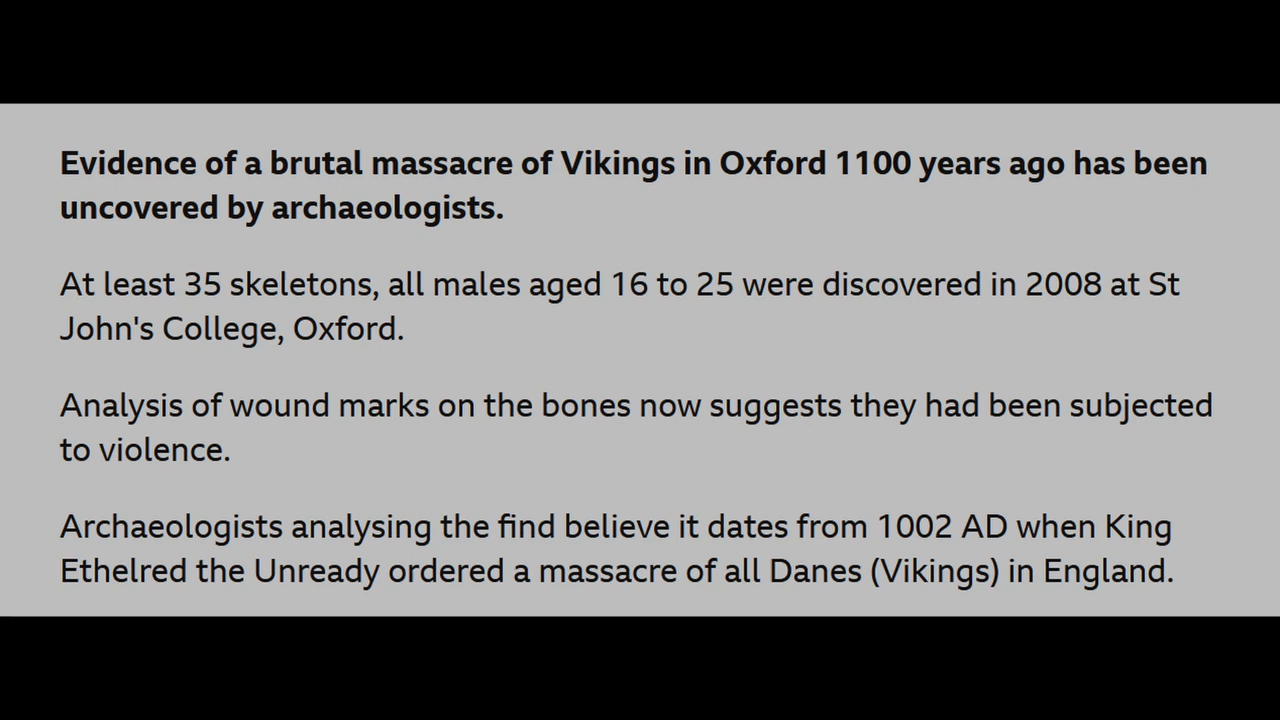 Evidence of a brutal massacre of Vikings in Oxford 1100 years ago has been
uncovered by archaeologists.
At least 35 skeletons, all males aged 16 to 25 were discovered in 2008 at St
John's College, Oxford.
Analysis of wound marks on the bones now suggests they had been subjected
to violence.
Archaeologists analysing the find believe it dates from 1002 AD when King
Ethelred the Unready ordered a massacre of all Danes (Vikings) in England.